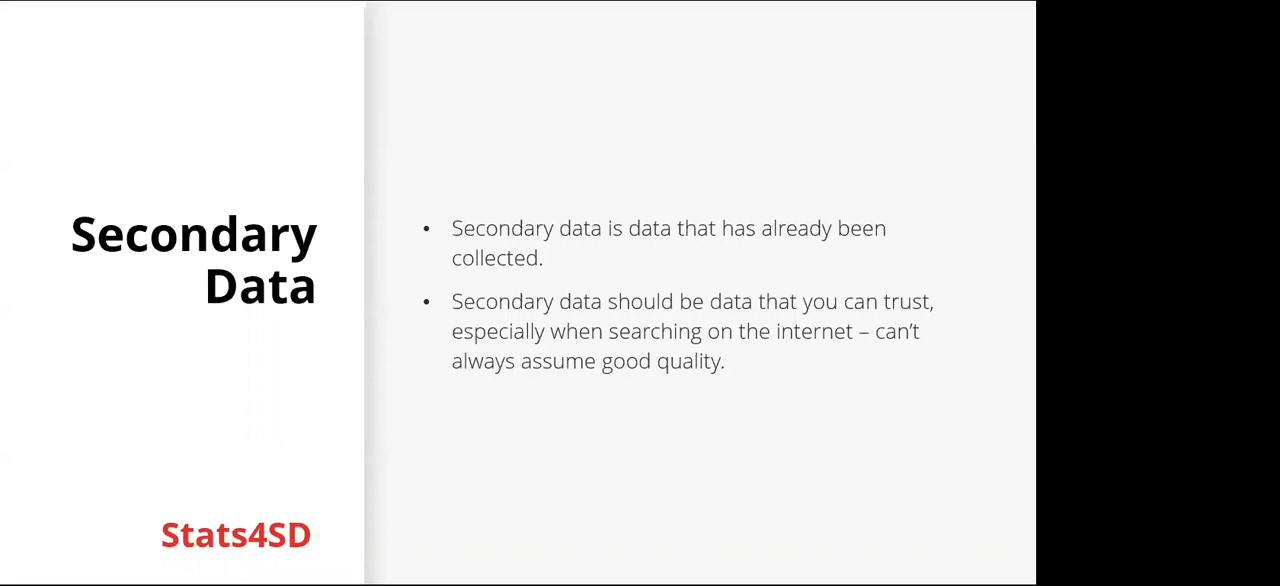 Secondary
Data
• Secondary data is data that has already been
collected.
• Secondary data should be data that you can trust,
especially when searching on the internet – can’t
always assume good quality.
Stats4SD